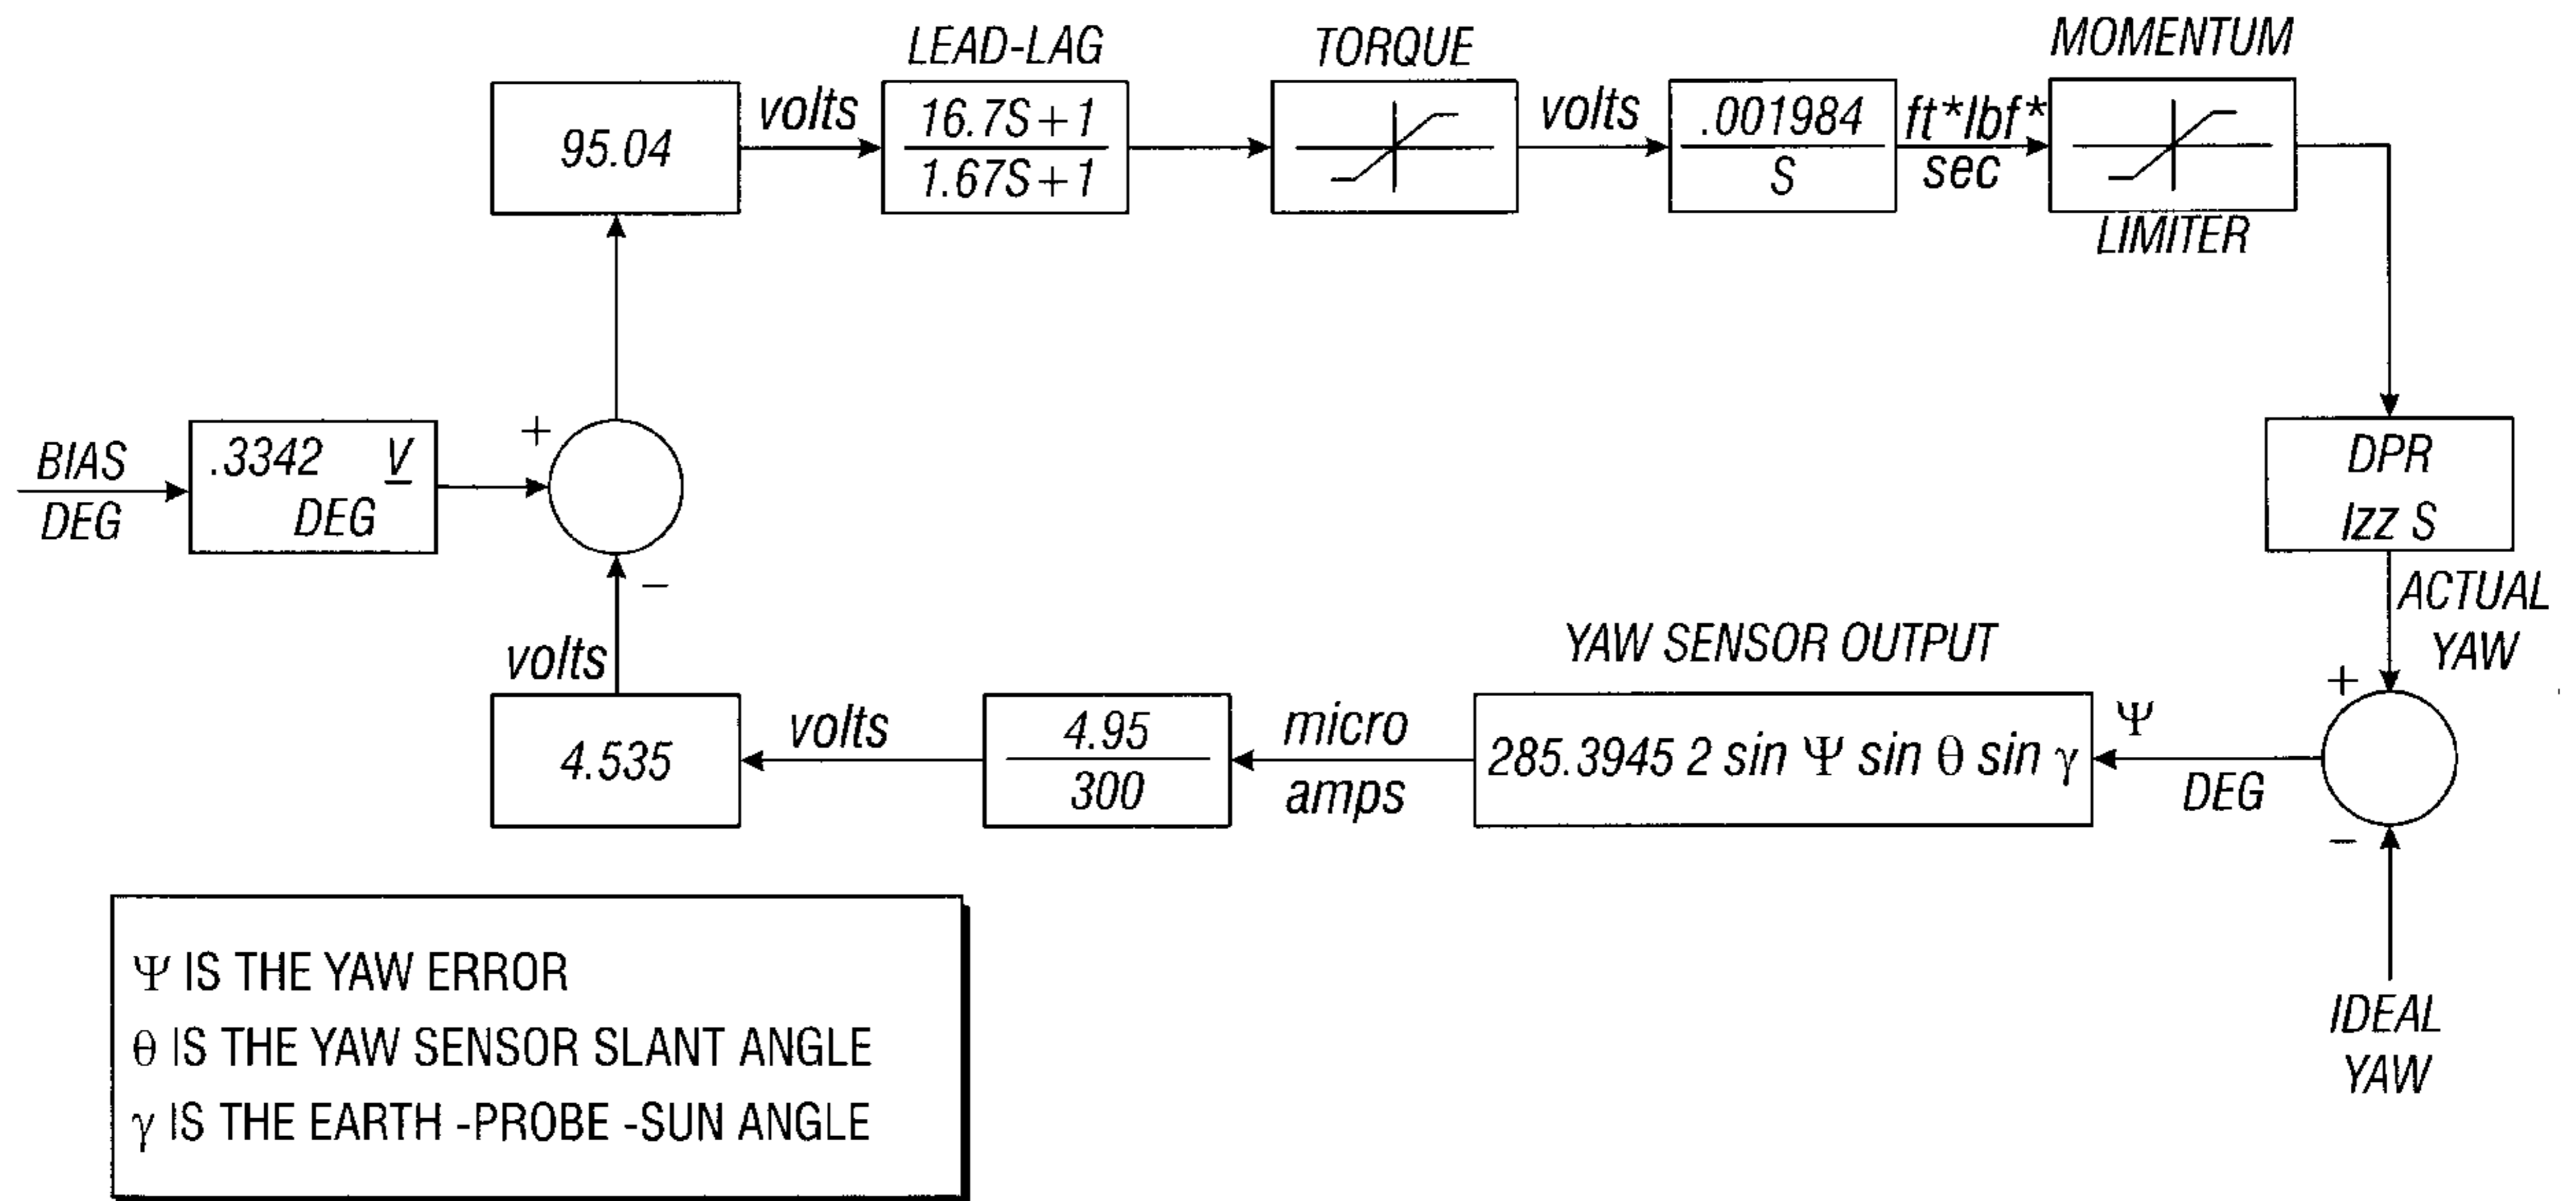 LEAD-LAG
TORQUE
MOMENTUM
95.04
volts
16.7S+1
1.67S+1
volts
.001984
S
ft*lbf*
sec
LIMITER
BIAS
DEG
.3342 V
DEG
+
−
DPR
Izz S
ACTUAL
YAW
volts
4.535
volts
4.95
300
micro
amps
YAW SENSOR OUTPUT
285.3945 2 sin Ψ sin θ sin γ
Ψ
DEG
+
−
IDEAL
YAW
Ψ IS THE YAW ERROR
θ IS THE YAW SENSOR SLANT ANGLE
γ IS THE EARTH -PROBE -SUN ANGLE